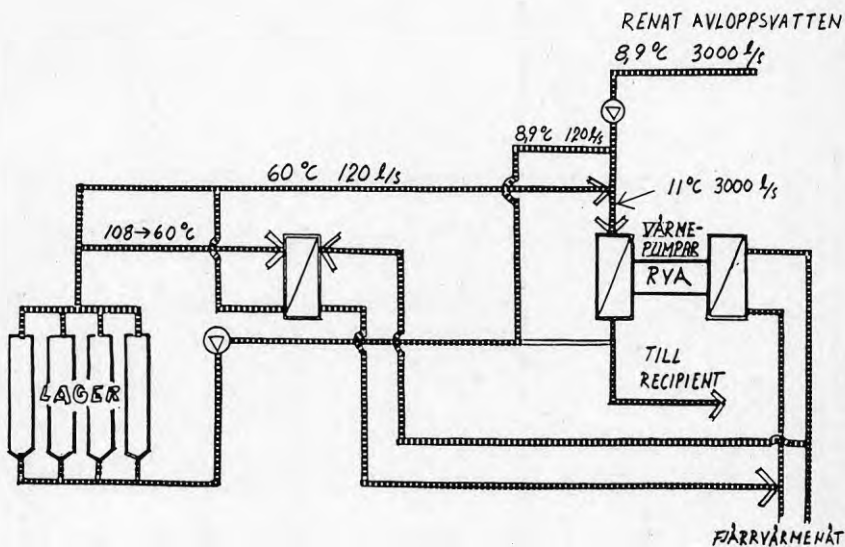 RENAT AVLOPPSVATTEN
8,9°C 3000 l/s
8,9°C 120 l/s
60°C 120 l/s
11°C 3000 l/s
108→60°C
VÄRME-
PUMPAR
RYA
LAGER
TILL
RECIPIENT
FJÄRRVÄRMENÄT